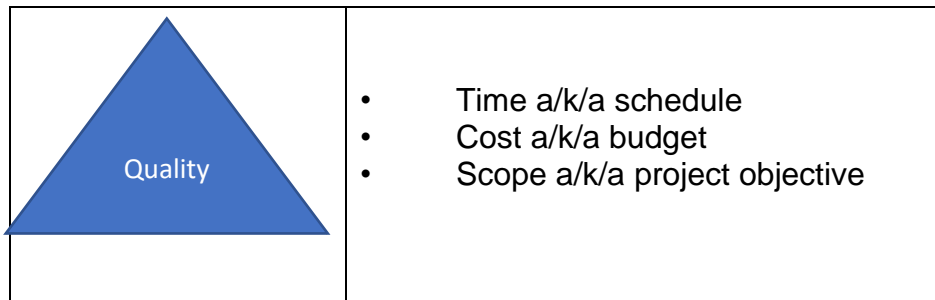 Quality
• Time a/k/a schedule
• Cost a/k/a budget
• Scope a/k/a project objective